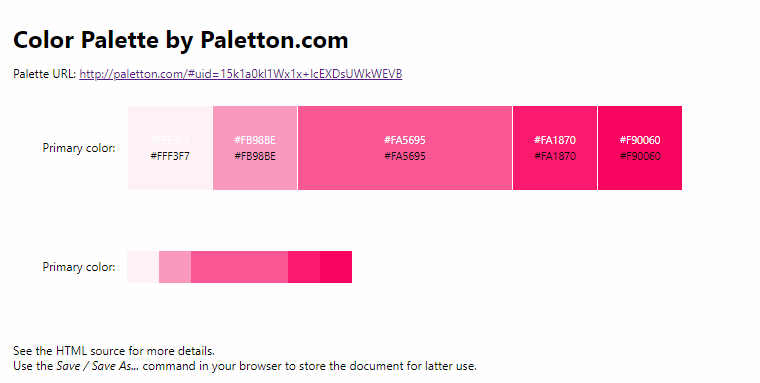 Color Palette by Paletton.com
Palette URL: http://paletton.com/#uid=15k1a0kl1Wx1x+IcEXDsUWkWEVB
Primary color:
#FFF3F7 #FB98BE #FA5695 #FA1870 #F90060
#FFF3F7 #FB98BE #FA5695 #FA1870 #F90060
Primary color:
See the HTML source for more details.
Use the Save / Save As... command in your browser to store the document for latter use.